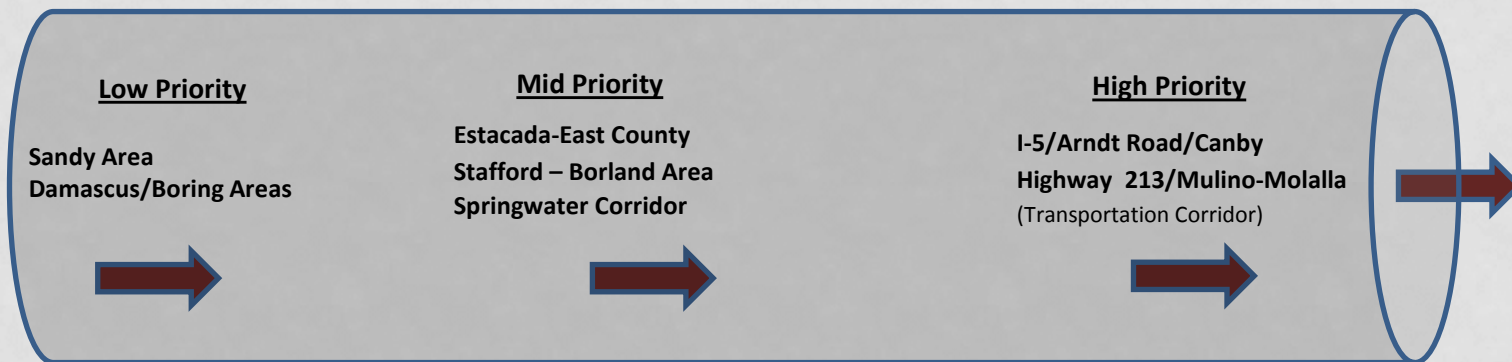 Low Priority
Sandy Area
Damascus/Boring Areas
Mid Priority
Estacada-East County
Stafford – Borland Area
Springwater Corridor
High Priority
I-5/Arndt Road/Canby
Highway 213/Mulino-Molalla
(Transportation Corridor)